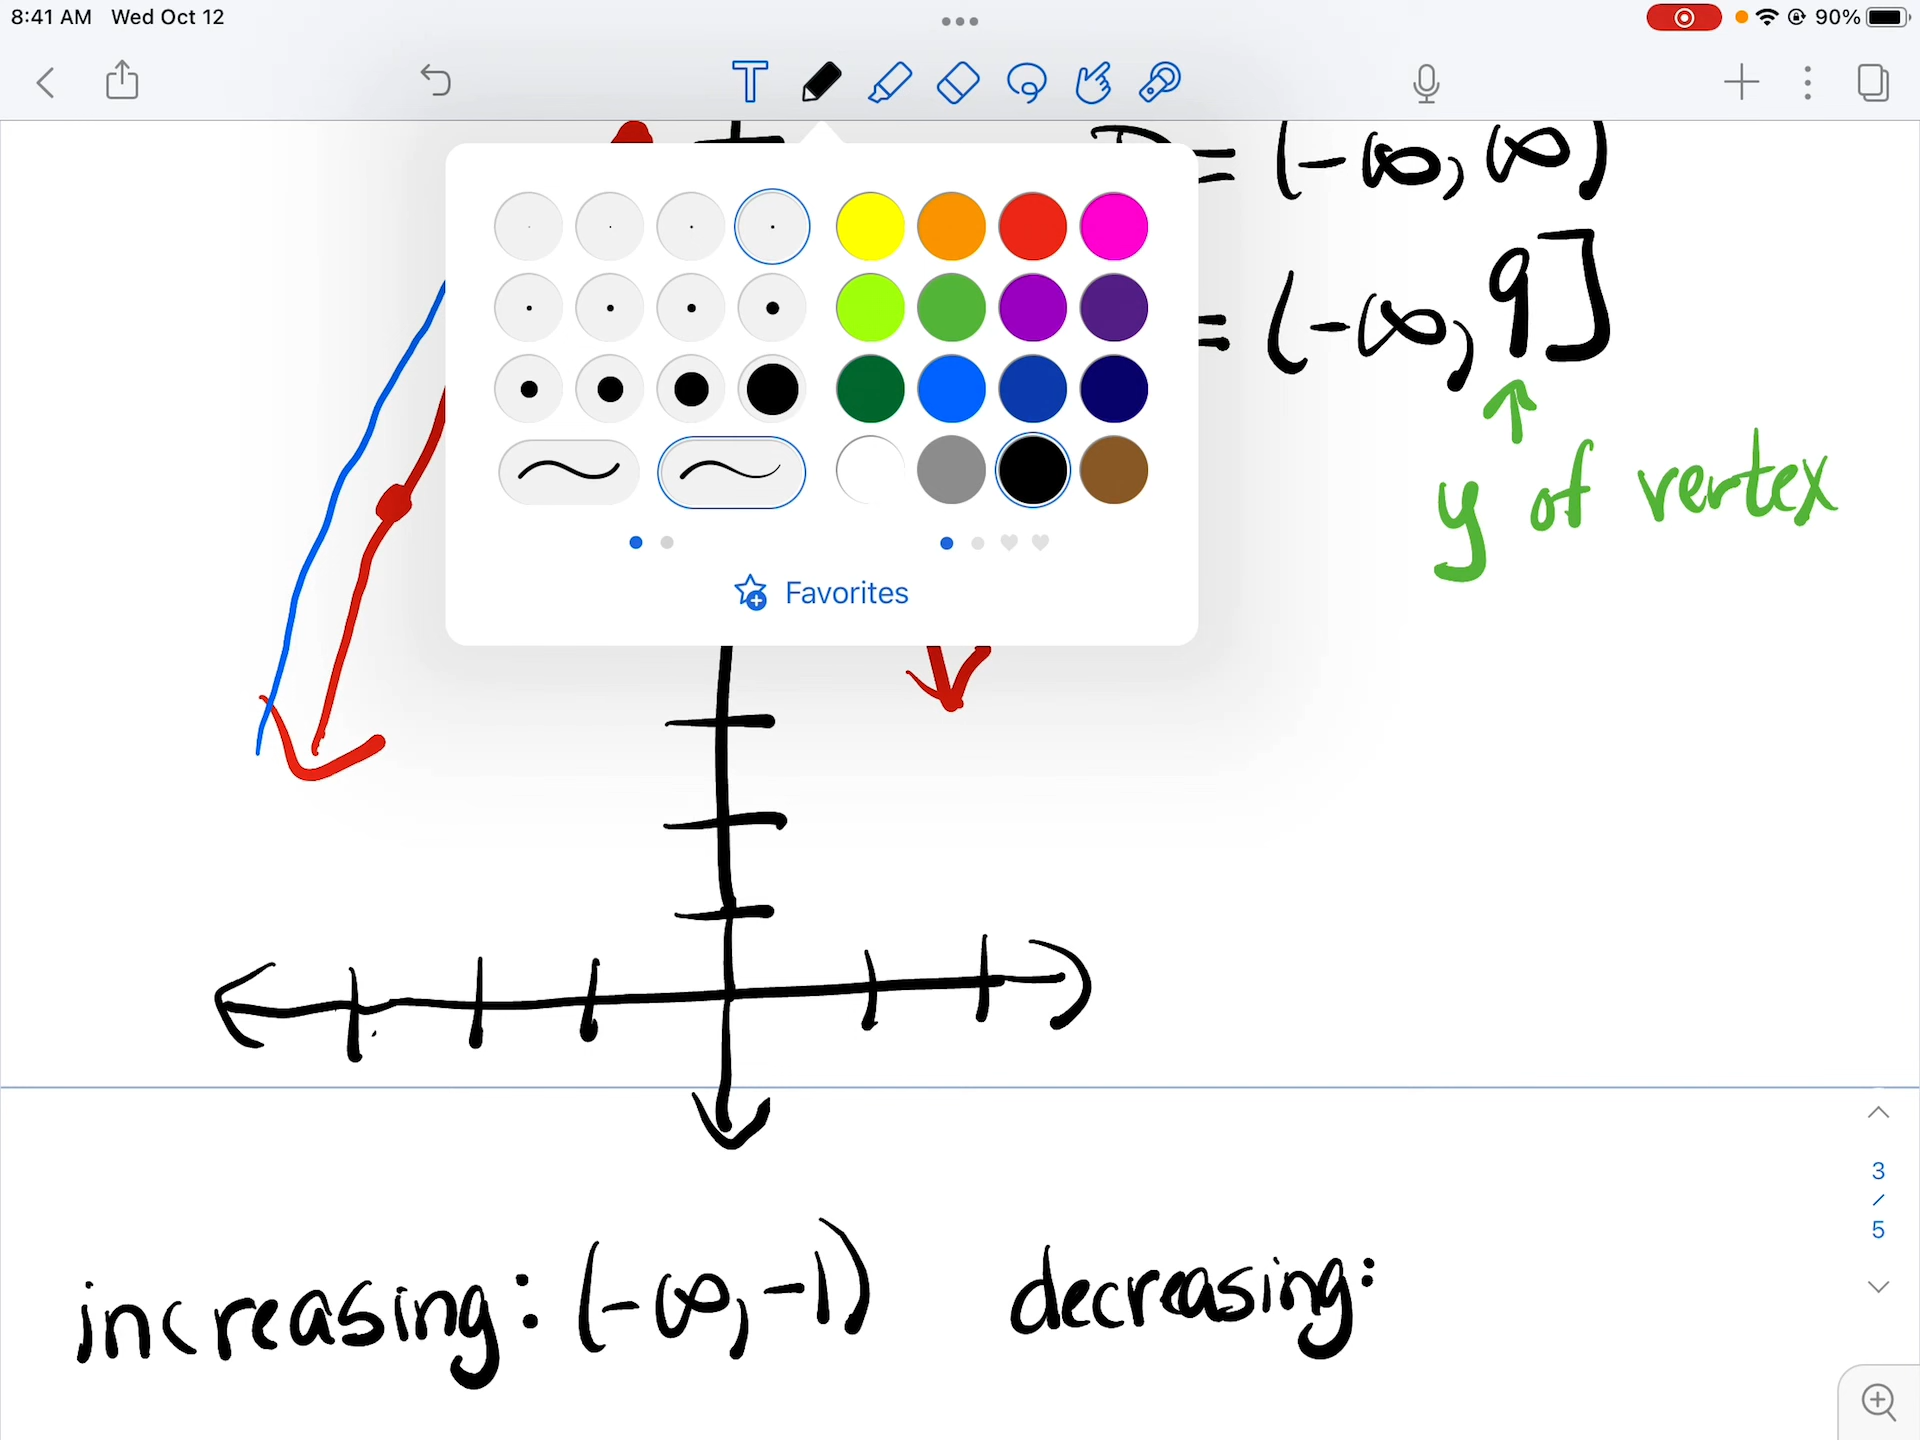 8:41 AM Wed Oct 12
90%
T
= (-∞, ∞)
= (-∞, 9]
y of vertex
Favorites
3
/
5
increasing: (-∞, -1) decreasing: